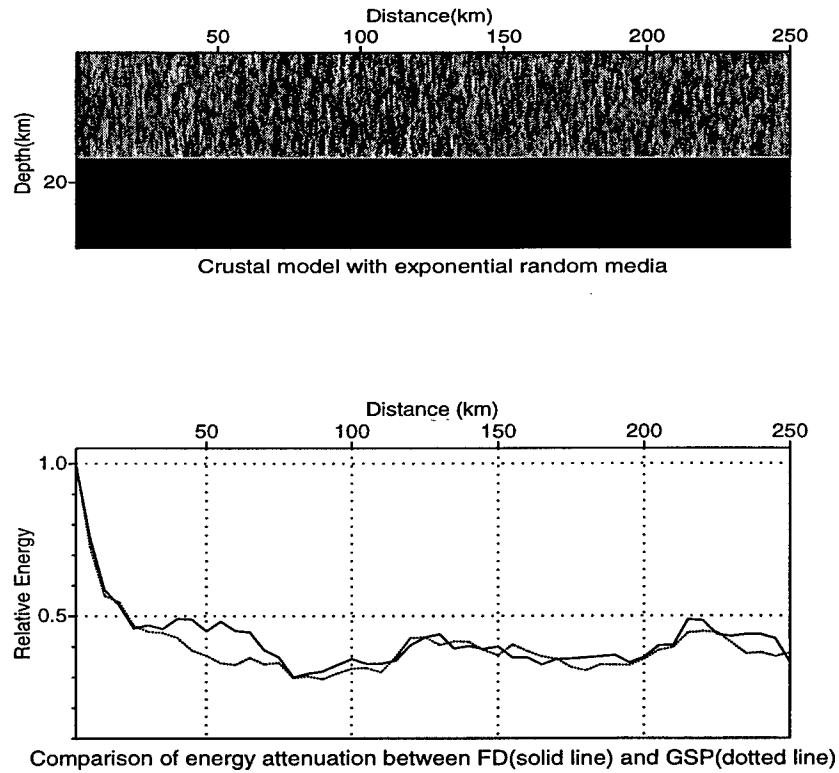 Distance(km)
50 100 150 200 250
Depth(km)
20
Crustal model with exponential random media
Distance (km)
50 100 150 200 250
1.0
Relative Energy
0.5
Comparison of energy attenuation between FD(solid line) and GSP(dotted line)